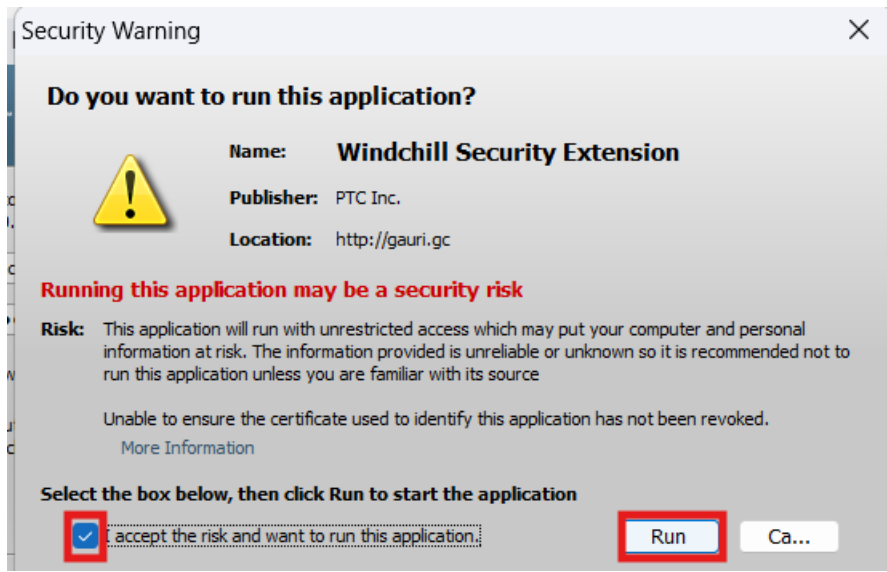 Security Warning
Do you want to run this application?
Name: Windchill Security Extension
Publisher: PTC Inc.
Location: http://gauri.gc
Running this application may be a security risk
Risk: This application will run with unrestricted access which may put your computer and personal
information at risk. The information provided is unreliable or unknown so it is recommended not to
run this application unless you are familiar with its source
Unable to ensure the certificate used to identify this application has not been revoked.
More Information
Select the box below, then click Run to start the application
I accept the risk and want to run this application.
Run Ca...